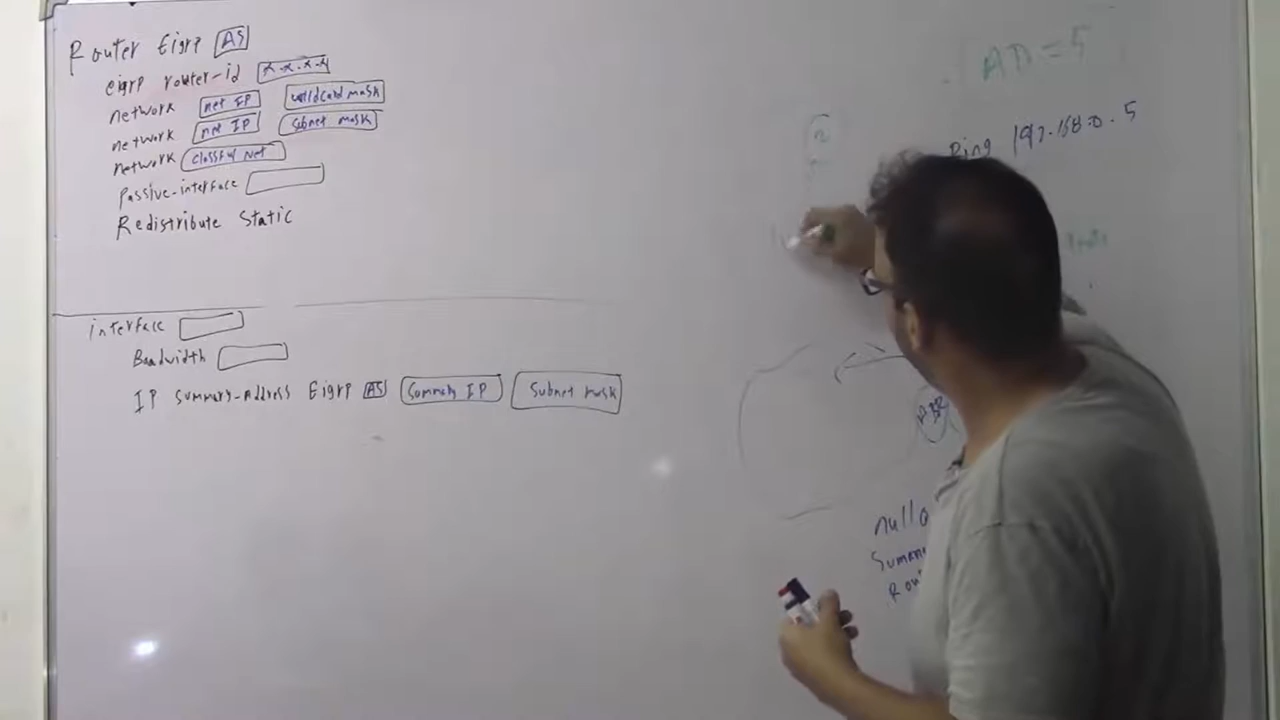 Router Eigrp AS
eigrp router-id x.x.x.x
network net IP wildcard mask
network net IP subnet mask
network classful net
Passive-interface
Redistribute Static
interface
Bandwidth
IP Summary-Address Eigrp AS Summary IP Subnet mask
AD = 5
Ping 192.168.0.5
ABR
null0